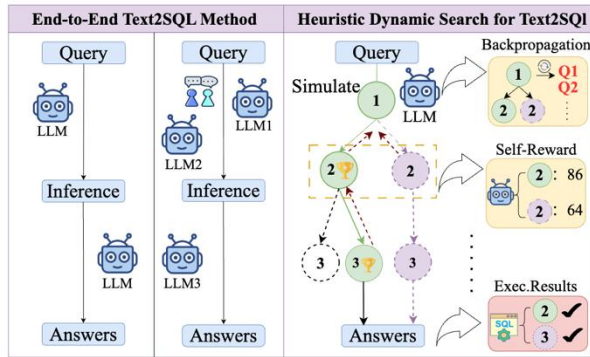 End-to-End Text2SQL Method
Query
LLM
Inference
LLM
Answers
Query
LLM1
LLM2
Inference
LLM3
Answers
Heuristic Dynamic Search for Text2SQl
Query
Simulate
1
LLM
2
2
3
3
3
Answers
Backpropagation
1
Q1
Q2
2
2
Self-Reward
2: 86
2: 64
Exec.Results
SQL
2
3